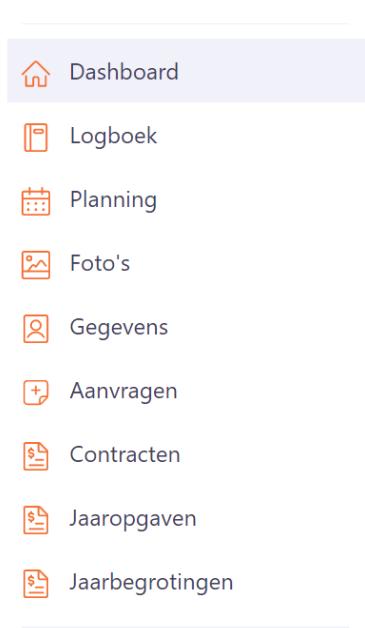 Dashboard
Logboek
Planning
Foto's
Gegevens
Aanvragen
Contracten
Jaaropgaven
Jaarbegrotingen